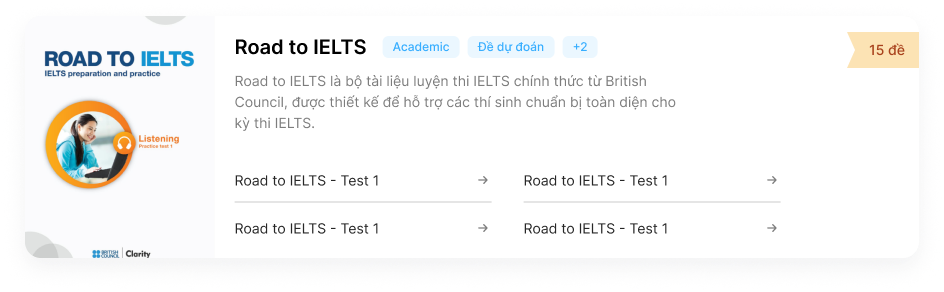 ROAD TO IELTS
IELTS preparation and practice
Listening
Practice test 1
BRITISH
COUNCIL
Clarity
Road to IELTS
Academic
Đề dự đoán
+2
15 đề
Road to IELTS là bộ tài liệu luyện thi IELTS chính thức từ British
Council, được thiết kế để hỗ trợ các thí sinh chuẩn bị toàn diện cho
kỳ thi IELTS.
Road to IELTS - Test 1
Road to IELTS - Test 1
Road to IELTS - Test 1
Road to IELTS - Test 1